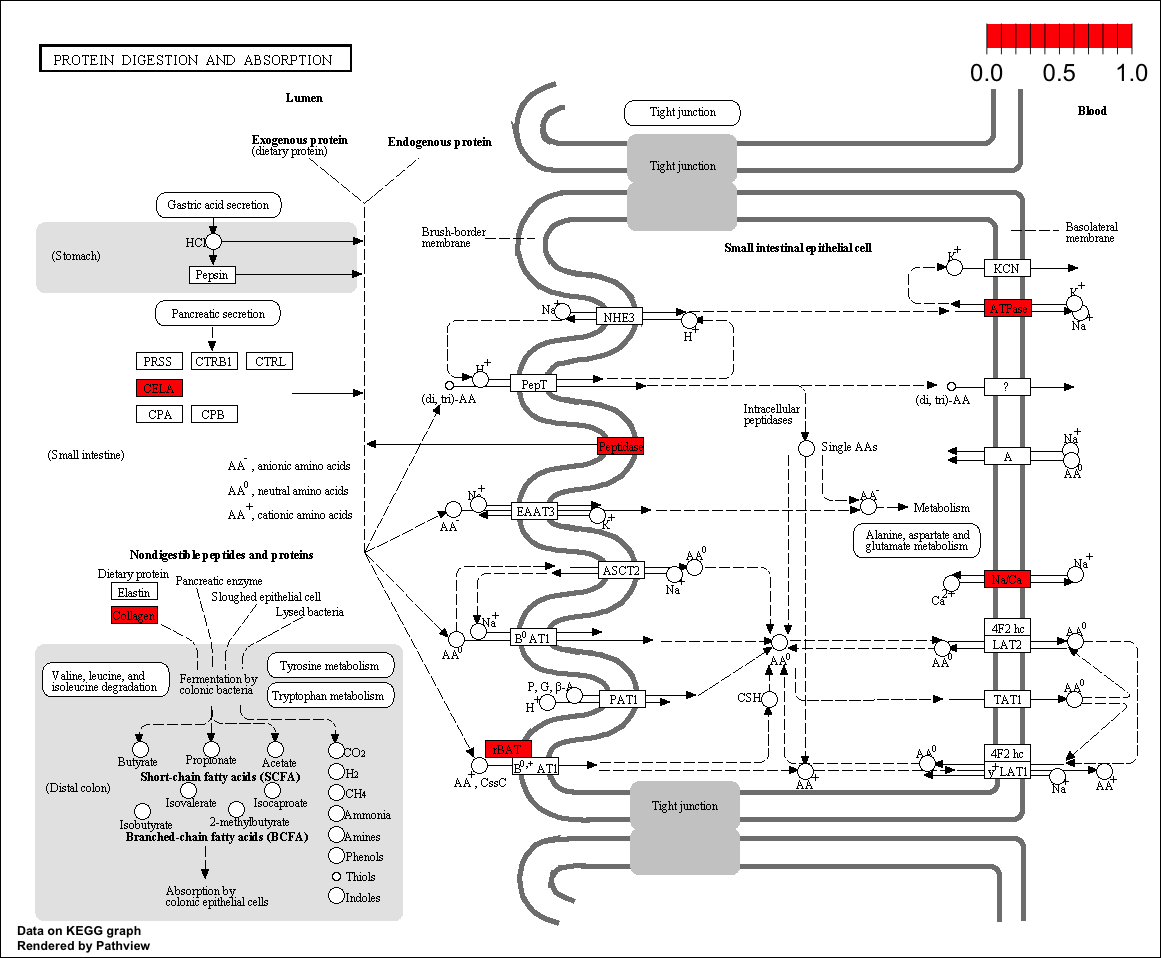 PROTEIN DIGESTION AND ABSORPTION
0.0 0.5 1.0
Lumen
Blood
Tight junction
Tight junction
Exogenous protein
(dietary protein)
Endogenous protein
Gastric acid secretion
Brush-border
membrane
Small intestinal epithelial cell
Basolateral
membrane
(Stomach)
HCl
Pepsin
Pancreatic secretion
PRSS
CTRB1
CTRL
CELA
CPA
CPB
(Small intestine)
AA-, anionic amino acids
AA0, neutral amino acids
AA+, cationic amino acids
K+
KCN
ATPase
K+
Na+
Na+
NHE3
H+
H+
PepT
(di, tri)-AA
(di, tri)-AA
?
Intracellular
peptidases
Single AAs
Peptidase
Na+
A
AA0
Na+
EAAT3
AA-
K+
AA-
Metabolism
Alanine, aspartate and
glutamate metabolism
ASCT2
AA0
Na+
Na/Ca
Na+
Ca2+
Na+
B0AT1
AA0
AA0
4F2 hc
LAT2
AA0
AA0
P, G, β-A
H+
PAT1
CSH
TAT1
AA0
rBAT
B0,+AT1
AA+, CssC
AA+
AA0
4F2 hc
y+LAT1
Na+
AA+
Tight junction
Nondigestible peptides and proteins
Dietary protein
Elastin
Collagen
Pancreatic enzyme
Sloughed epithelial cell
Lysed bacteria
Valine, leucine, and
isoleucine degradation
Fermentation by
colonic bacteria
Tyrosine metabolism
Tryptophan metabolism
Butyrate
Propionate
Acetate
Short-chain fatty acids (SCFA)
(Distal colon)
Isovalerate
Isocaproate
Isobutyrate
2-methylbutyrate
Branched-chain fatty acids (BCFA)
Absorption by
colonic epithelial cells
CO2
H2
CH4
Ammonia
Amines
Phenols
Thiols
Indoles
Data on KEGG graph
Rendered by Pathview